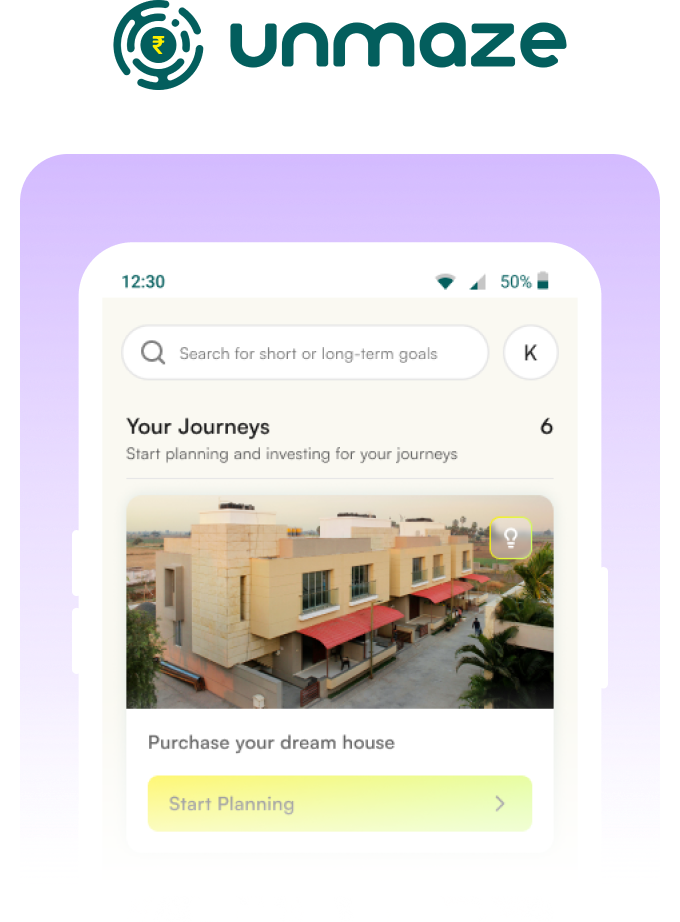 ₹ unmaze
12:30 50%
Search for short or long-term goals K
Your Journeys 6
Start planning and investing for your journeys
Purchase your dream house
Start Planning